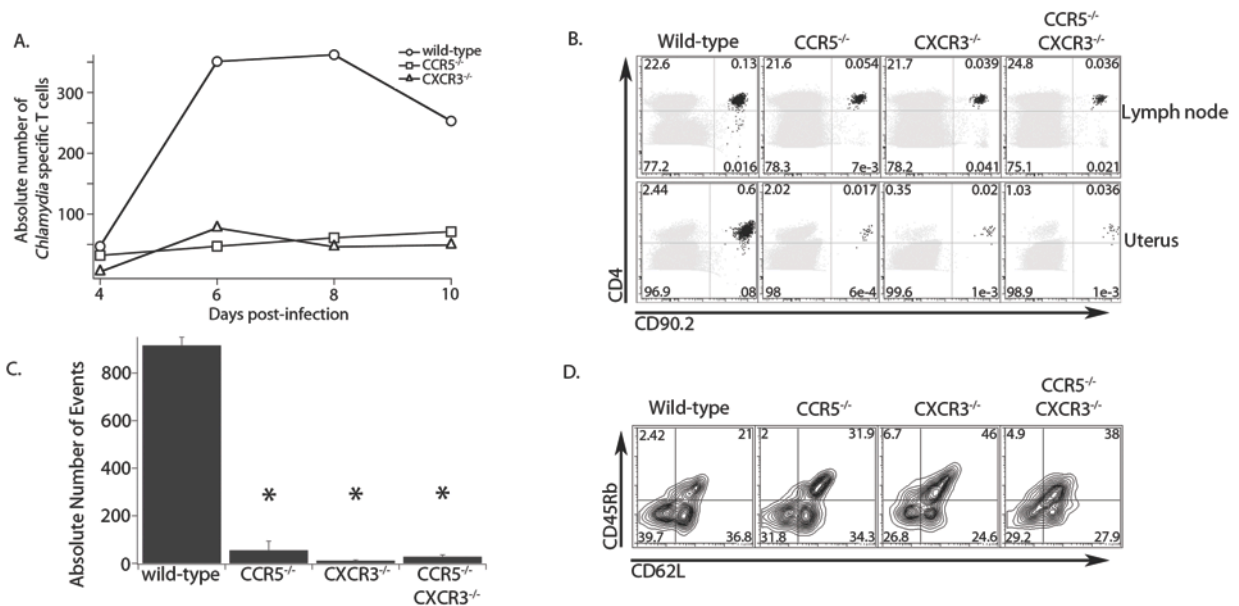 A.
wild-type
CCR5-/-
CXCR3-/-
Absolute number of
Chlamydia specific T cells
300
200
100
4 6 8 10
Days post-infection
B.
Wild-type CCR5-/- CXCR3-/- CCR5-/-
CXCR3-/-
22.6 0.13 21.6 0.054 21.7 0.039 24.8 0.036
Lymph node
77.2 0.016 78.3 7e-3 78.2 0.041 75.1 0.021
2.44 0.6 2.02 0.017 0.35 0.02 1.03 0.036
Uterus
96.9 08 98 6e-4 99.6 1e-3 98.9 1e-3
CD4
CD90.2
C.
Absolute Number of Events
800
600
400
200
0
* * *
wild-type CCR5-/- CXCR3-/- CCR5-/-
CXCR3-/-
D.
Wild-type CCR5-/- CXCR3-/- CCR5-/-
CXCR3-/-
2.42 21 2 31.9 6.7 46 4.9 38
39.7 36.8 31.8 34.3 26.8 24.6 29.2 27.9
CD45Rb
CD62L